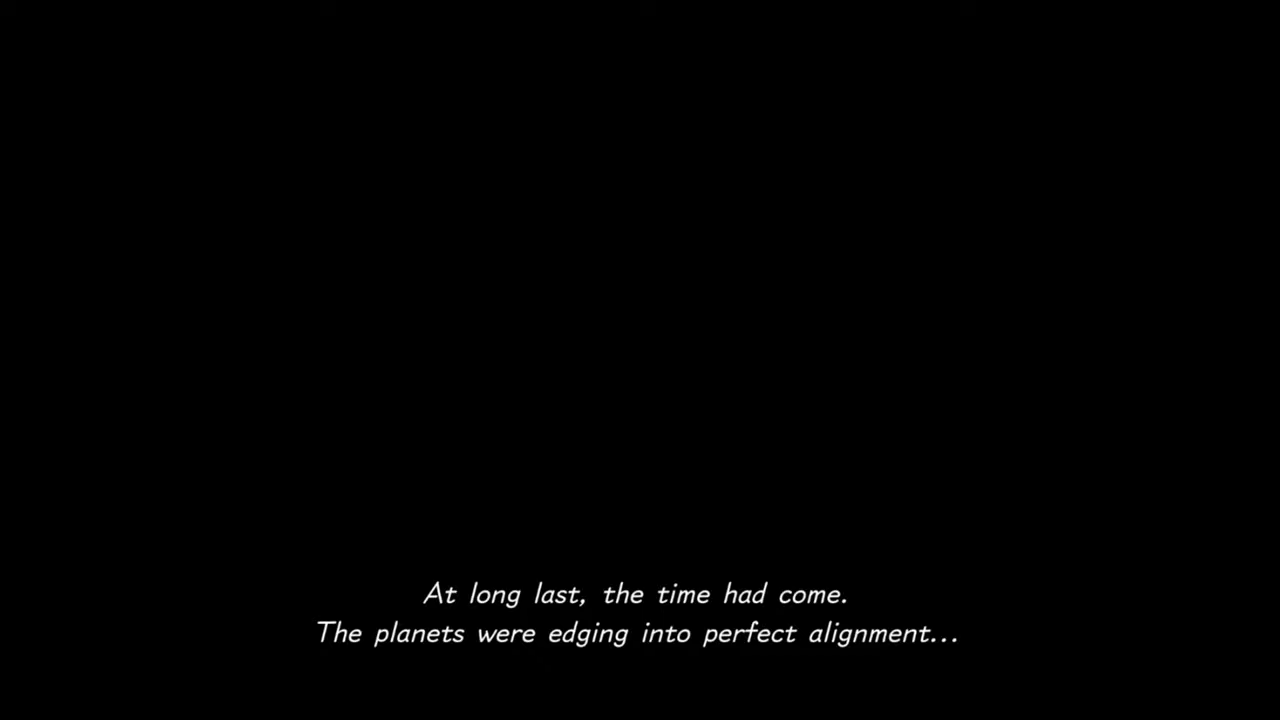 At long last, the time had come.
The planets were edging into perfect alignment...